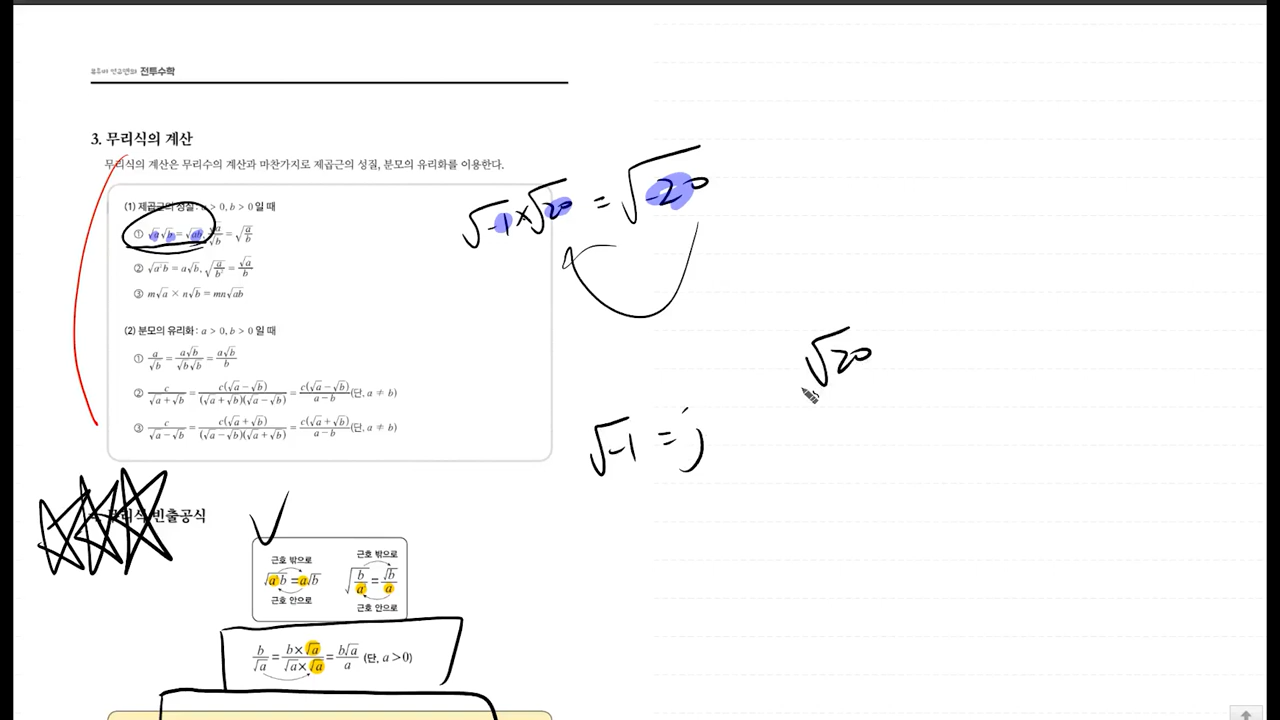 전투수학
3. 무리식의 계산
무리식의 계산은 무리수의 계산과 마찬가지로 제곱근의 성질, 분모의 유리화를 이용한다.
(1) 제곱근의 성질 : a > 0, b > 0일 때
① √a√b = √ab, √a/√b = √(a/b)
② √(a²b) = a√b, √(a/b²) = √a/b
③ m√a × n√b = mn√ab
(2) 분모의 유리화 : a > 0, b > 0일 때
① a/√b = a√b/(√b√b) = a√b/b
② c/(√a+√b) = c(√a−√b)/((√a+√b)(√a−√b)) = c(√a−√b)/(a−b) (단, a ≠ b)
③ c/(√a−√b) = c(√a+√b)/((√a−√b)(√a+√b)) = c(√a+√b)/(a−b) (단, a ≠ b)
√-1 × √20 = √-20
√20
√-1 = j
무리식 빈출공식
근호 밖으로
근호 밖으로
b = a√b
√(b/a) = √b/a
근호 안으로
근호 안으로
b/√a = b×√a/(√a×√a) = b√a/a (단, a>0)